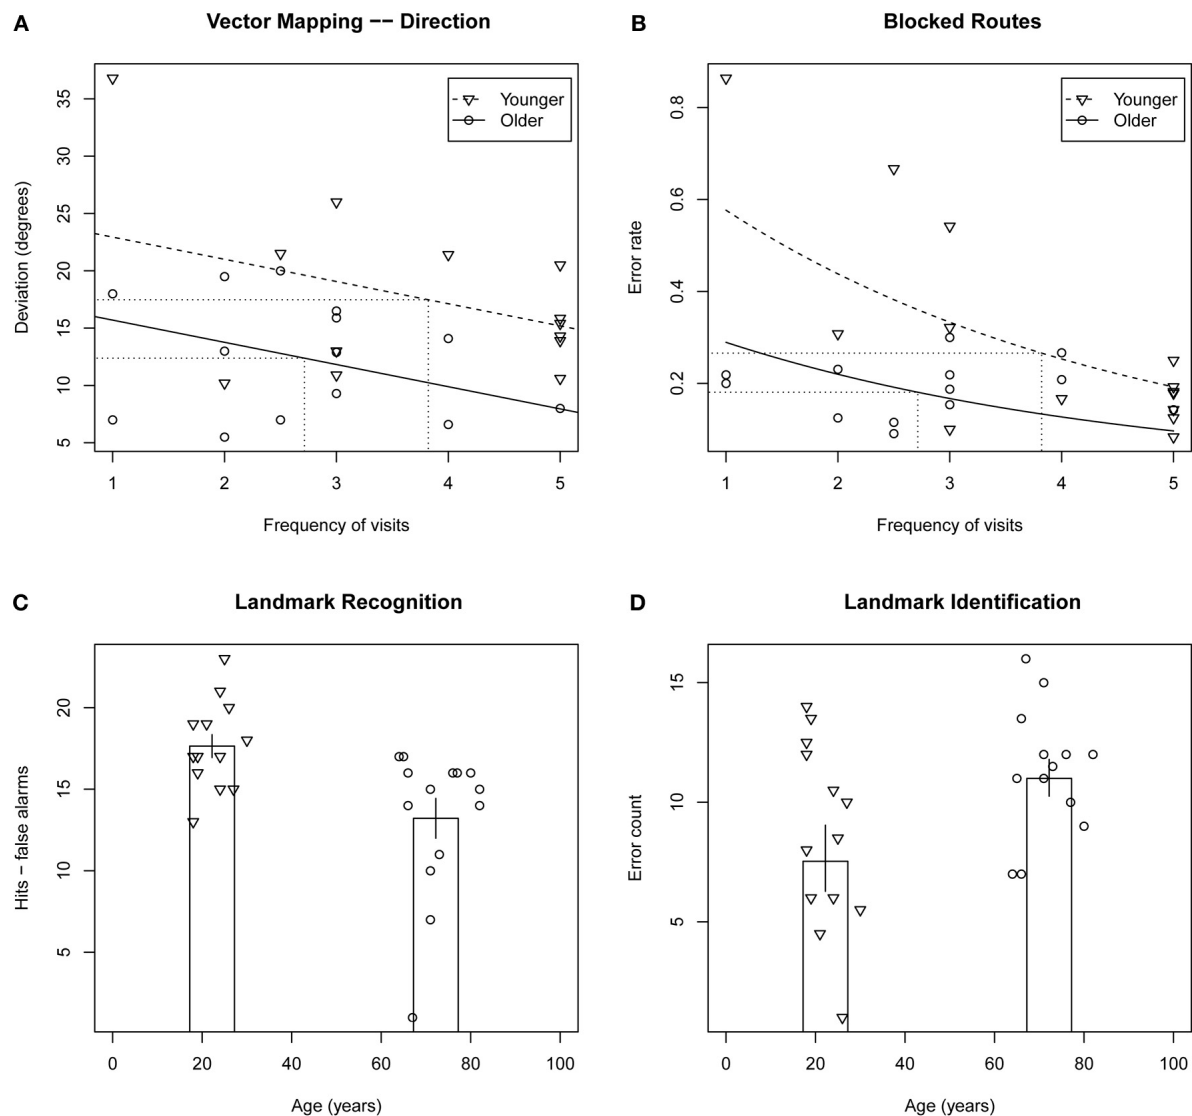 A
Vector Mapping −− Direction
Deviation (degrees)
35
30
25
20
15
10
5
Younger
Older
1 2 3 4 5
Frequency of visits
B
Blocked Routes
Error rate
0.8
0.6
0.4
0.2
Younger
Older
1 2 3 4 5
Frequency of visits
C
Landmark Recognition
Hits − false alarms
20
15
10
5
0 20 40 60 80 100
Age (years)
D
Landmark Identification
Error count
15
10
5
0 20 40 60 80 100
Age (years)